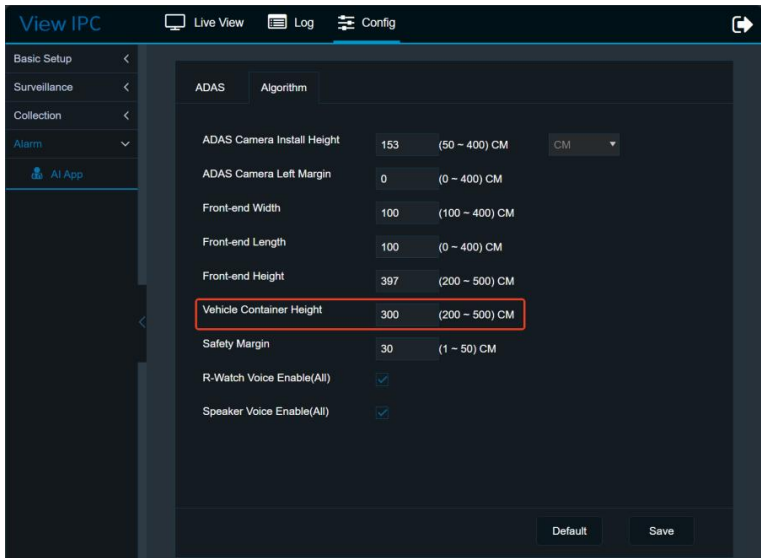 View IPC
Live View
Log
Config
Basic Setup
Surveillance
Collection
Alarm
AI App
ADAS
Algorithm
ADAS Camera Install Height 153 (50 ~ 400) CM CM
ADAS Camera Left Margin 0 (0 ~ 400) CM
Front-end Width 100 (100 ~ 400) CM
Front-end Length 100 (0 ~ 400) CM
Front-end Height 397 (200 ~ 500) CM
Vehicle Container Height 300 (200 ~ 500) CM
Safety Margin 30 (1 ~ 50) CM
R-Watch Voice Enable(All)
Speaker Voice Enable(All)
Default
Save